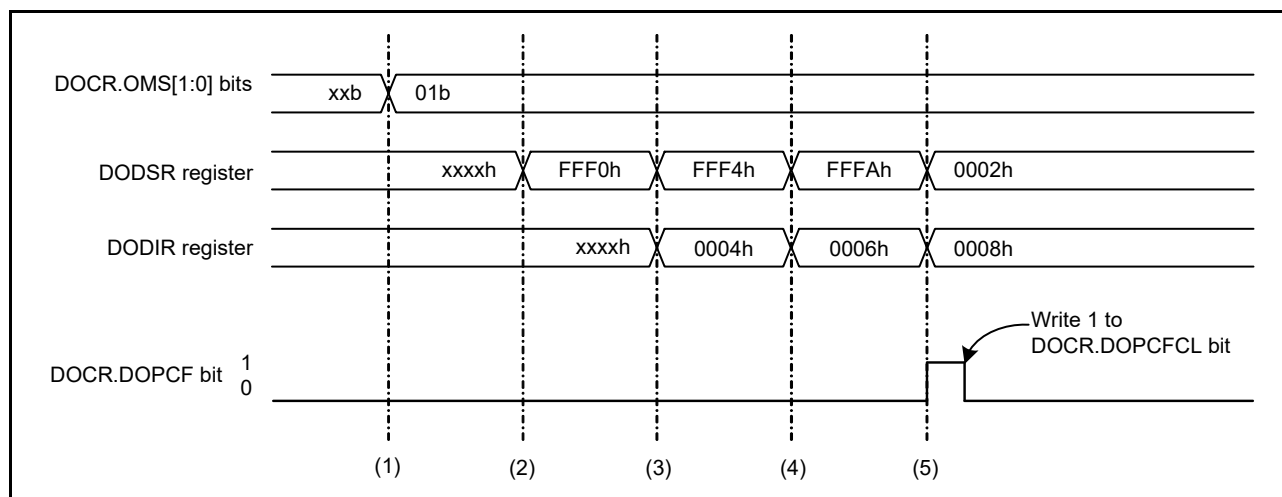 DOCR.OMS[1:0] bits
xxb
01b
DODSR register
xxxxh
FFF0h
FFF4h
FFFAh
0002h
DODIR register
xxxxh
0004h
0006h
0008h
Write 1 to
DOCR.DOPCFCL bit
DOCR.DOPCF bit
1
0
(1)
(2)
(3)
(4)
(5)